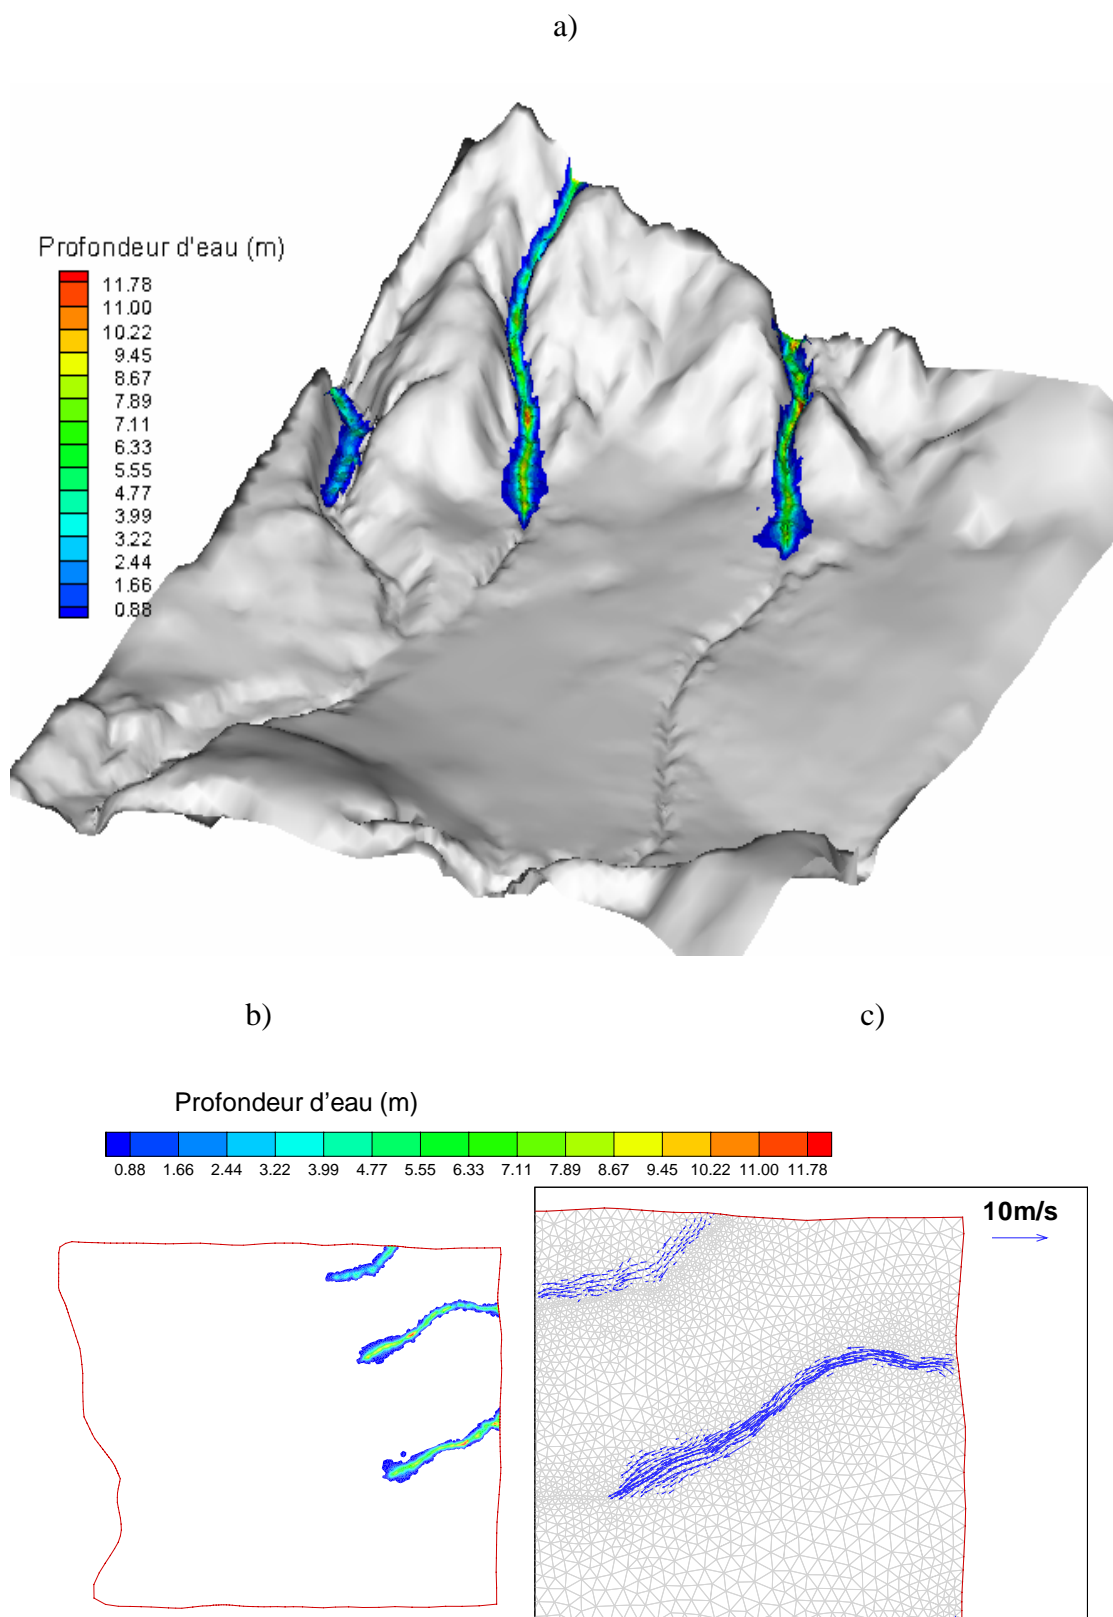 a)
Profondeur d'eau (m)
11.78
11.00
10.22
9.45
8.67
7.89
7.11
6.33
5.55
4.77
3.99
3.22
2.44
1.66
0.88
b)
c)
Profondeur d’eau (m)
0.88 1.66 2.44 3.22 3.99 4.77 5.55 6.33 7.11 7.89 8.67 9.45 10.22 11.00 11.78
10m/s